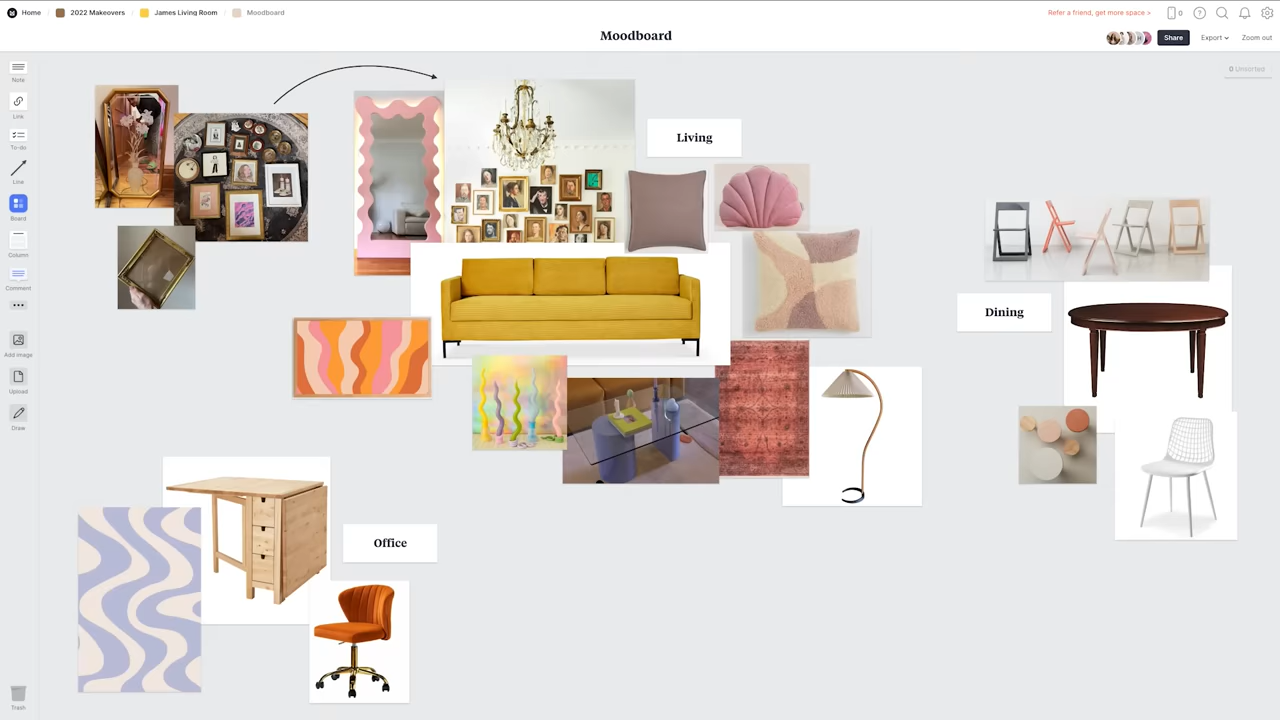 Home
2022 Makeovers
James Living Room
Moodboard
Refer a friend, get more space >
0
Moodboard
Share
Export
Zoom out
0 Unsorted
Note
Link
To-do
Line
Board
Column
Comment
Add image
Upload
Draw
Trash
Living
Dining
Office